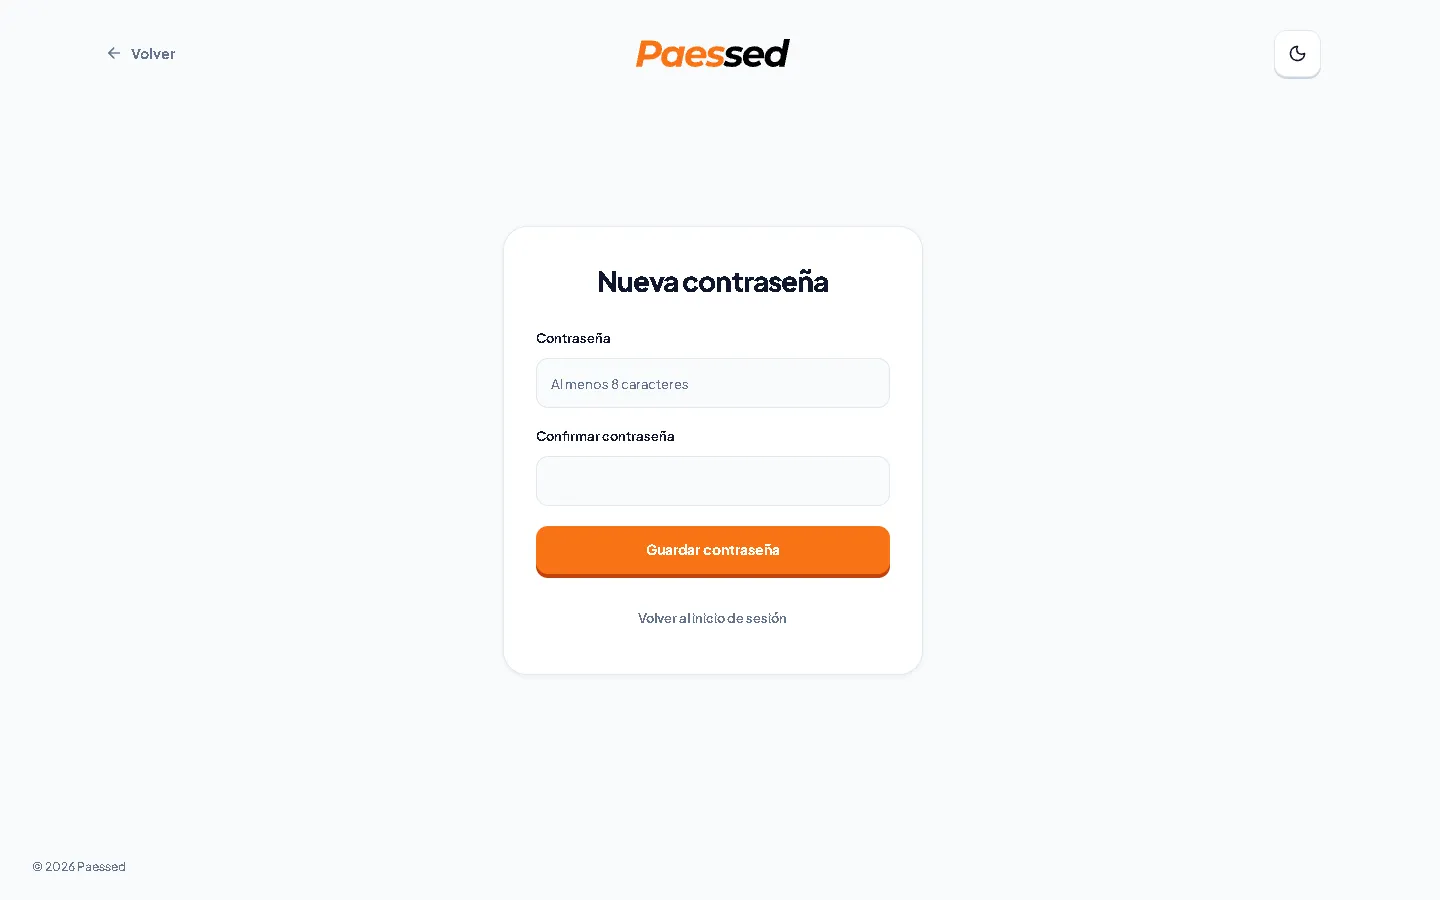 Volver
Paessed
Nueva contraseña
Contraseña
Al menos 8 caracteres
Confirmar contraseña
Guardar contraseña
Volver al inicio de sesión
© 2026 Paessed